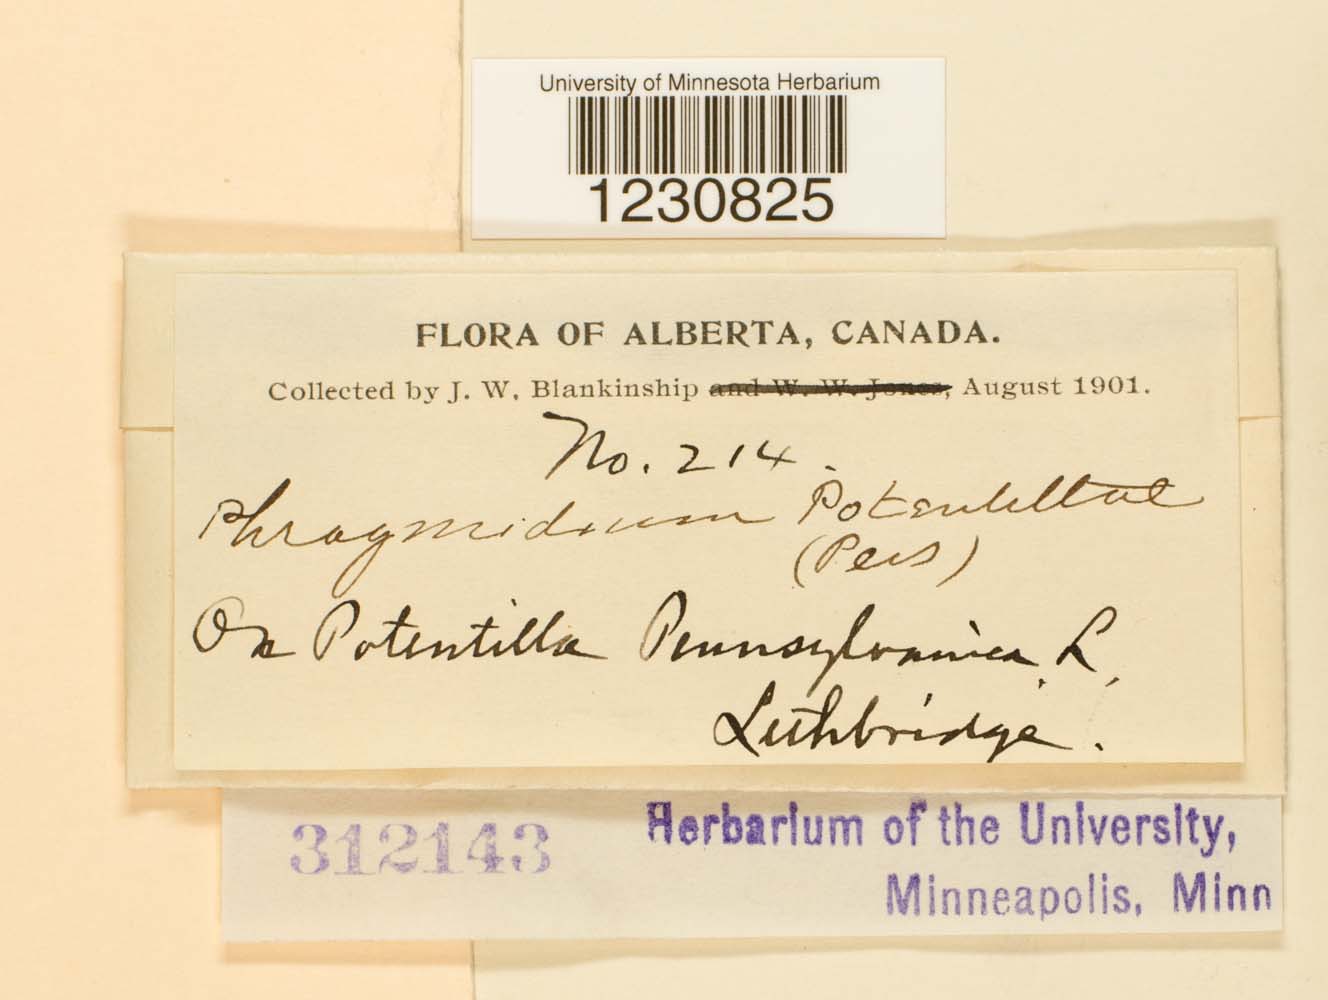 University of Minnesota Herbarium
1230825
FLORA OF ALBERTA, CANADA.
Collected by J. W. Blankinship and W. W. Jones, August 1901.
No. 214.
Phragmidium Potentillae
(Pers)
On Potentilla Pennsylvanica, L,
Lethbridge.
312143 Herbarium of the University,
Minneapolis, Minn